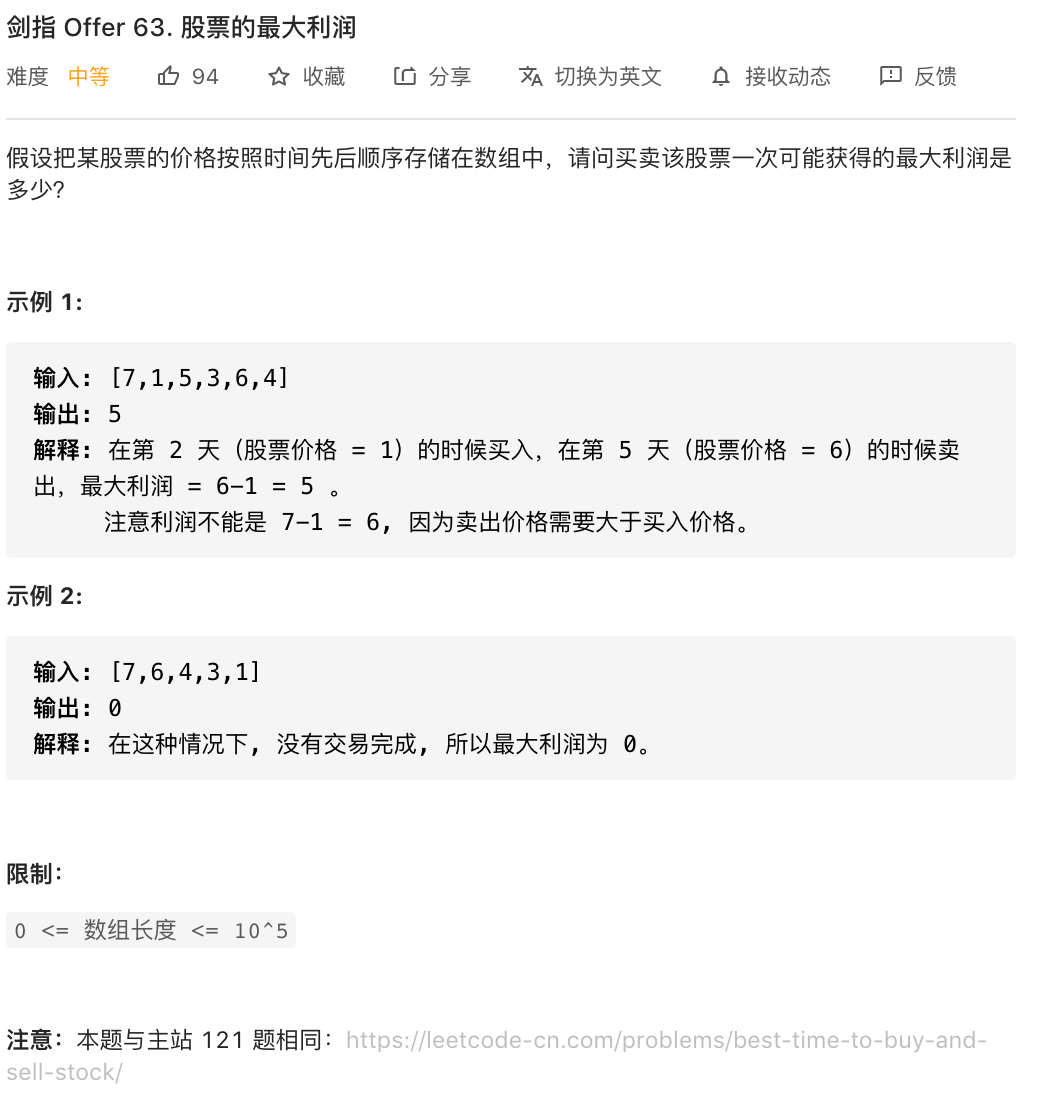 剑指 Offer 63. 股票的最大利润
难度 中等 94 收藏 分享 切换为英文 接收动态 反馈
假设把某股票的价格按照时间先后顺序存储在数组中，请问买卖该股票一次可能获得的最大利润是
多少？
示例 1:
输入: [7,1,5,3,6,4]
输出: 5
解释: 在第 2 天（股票价格 = 1）的时候买入，在第 5 天（股票价格 = 6）的时候卖
出，最大利润 = 6-1 = 5 。
注意利润不能是 7-1 = 6, 因为卖出价格需要大于买入价格。
示例 2:
输入: [7,6,4,3,1]
输出: 0
解释: 在这种情况下, 没有交易完成, 所以最大利润为 0。
限制：
0 <= 数组长度 <= 10^5
注意：本题与主站 121 题相同：https://leetcode-cn.com/problems/best-time-to-buy-and-
sell-stock/